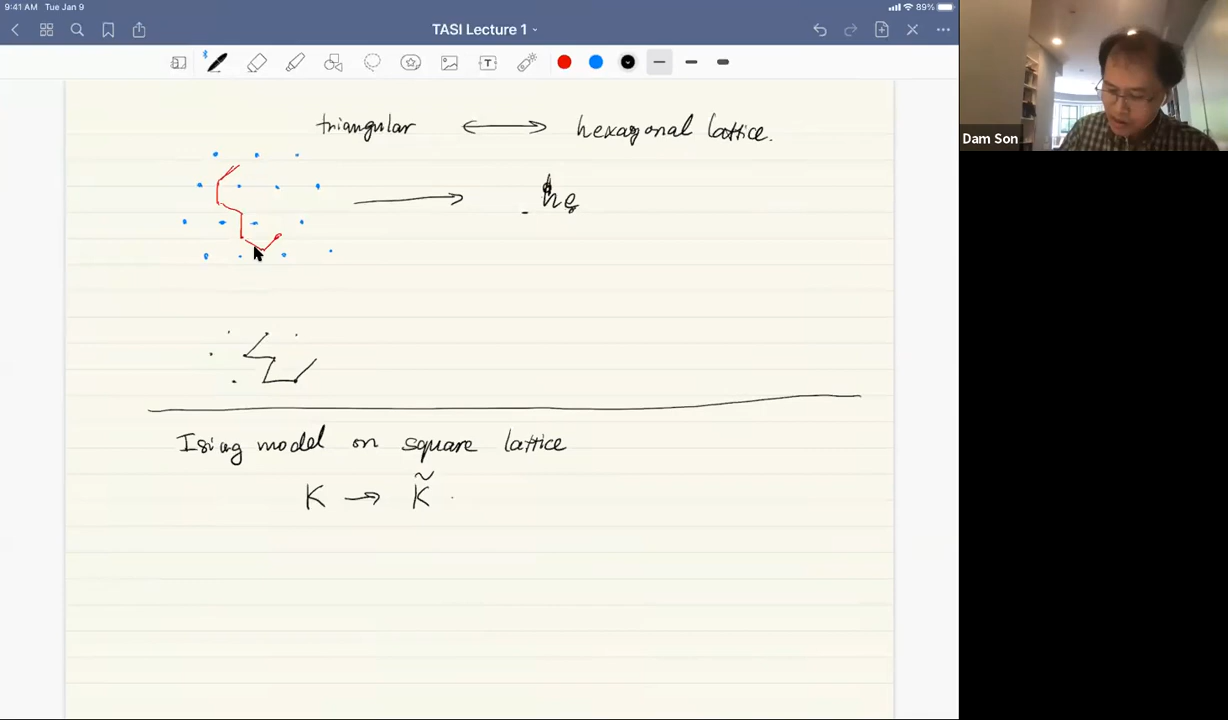 9:41 AM Tue Jan 9
89%
TASI Lecture 1
T
Dam Son
triangular ⟷ hexagonal lattice.
⟶ he
Ising model on square lattice
K → K̃